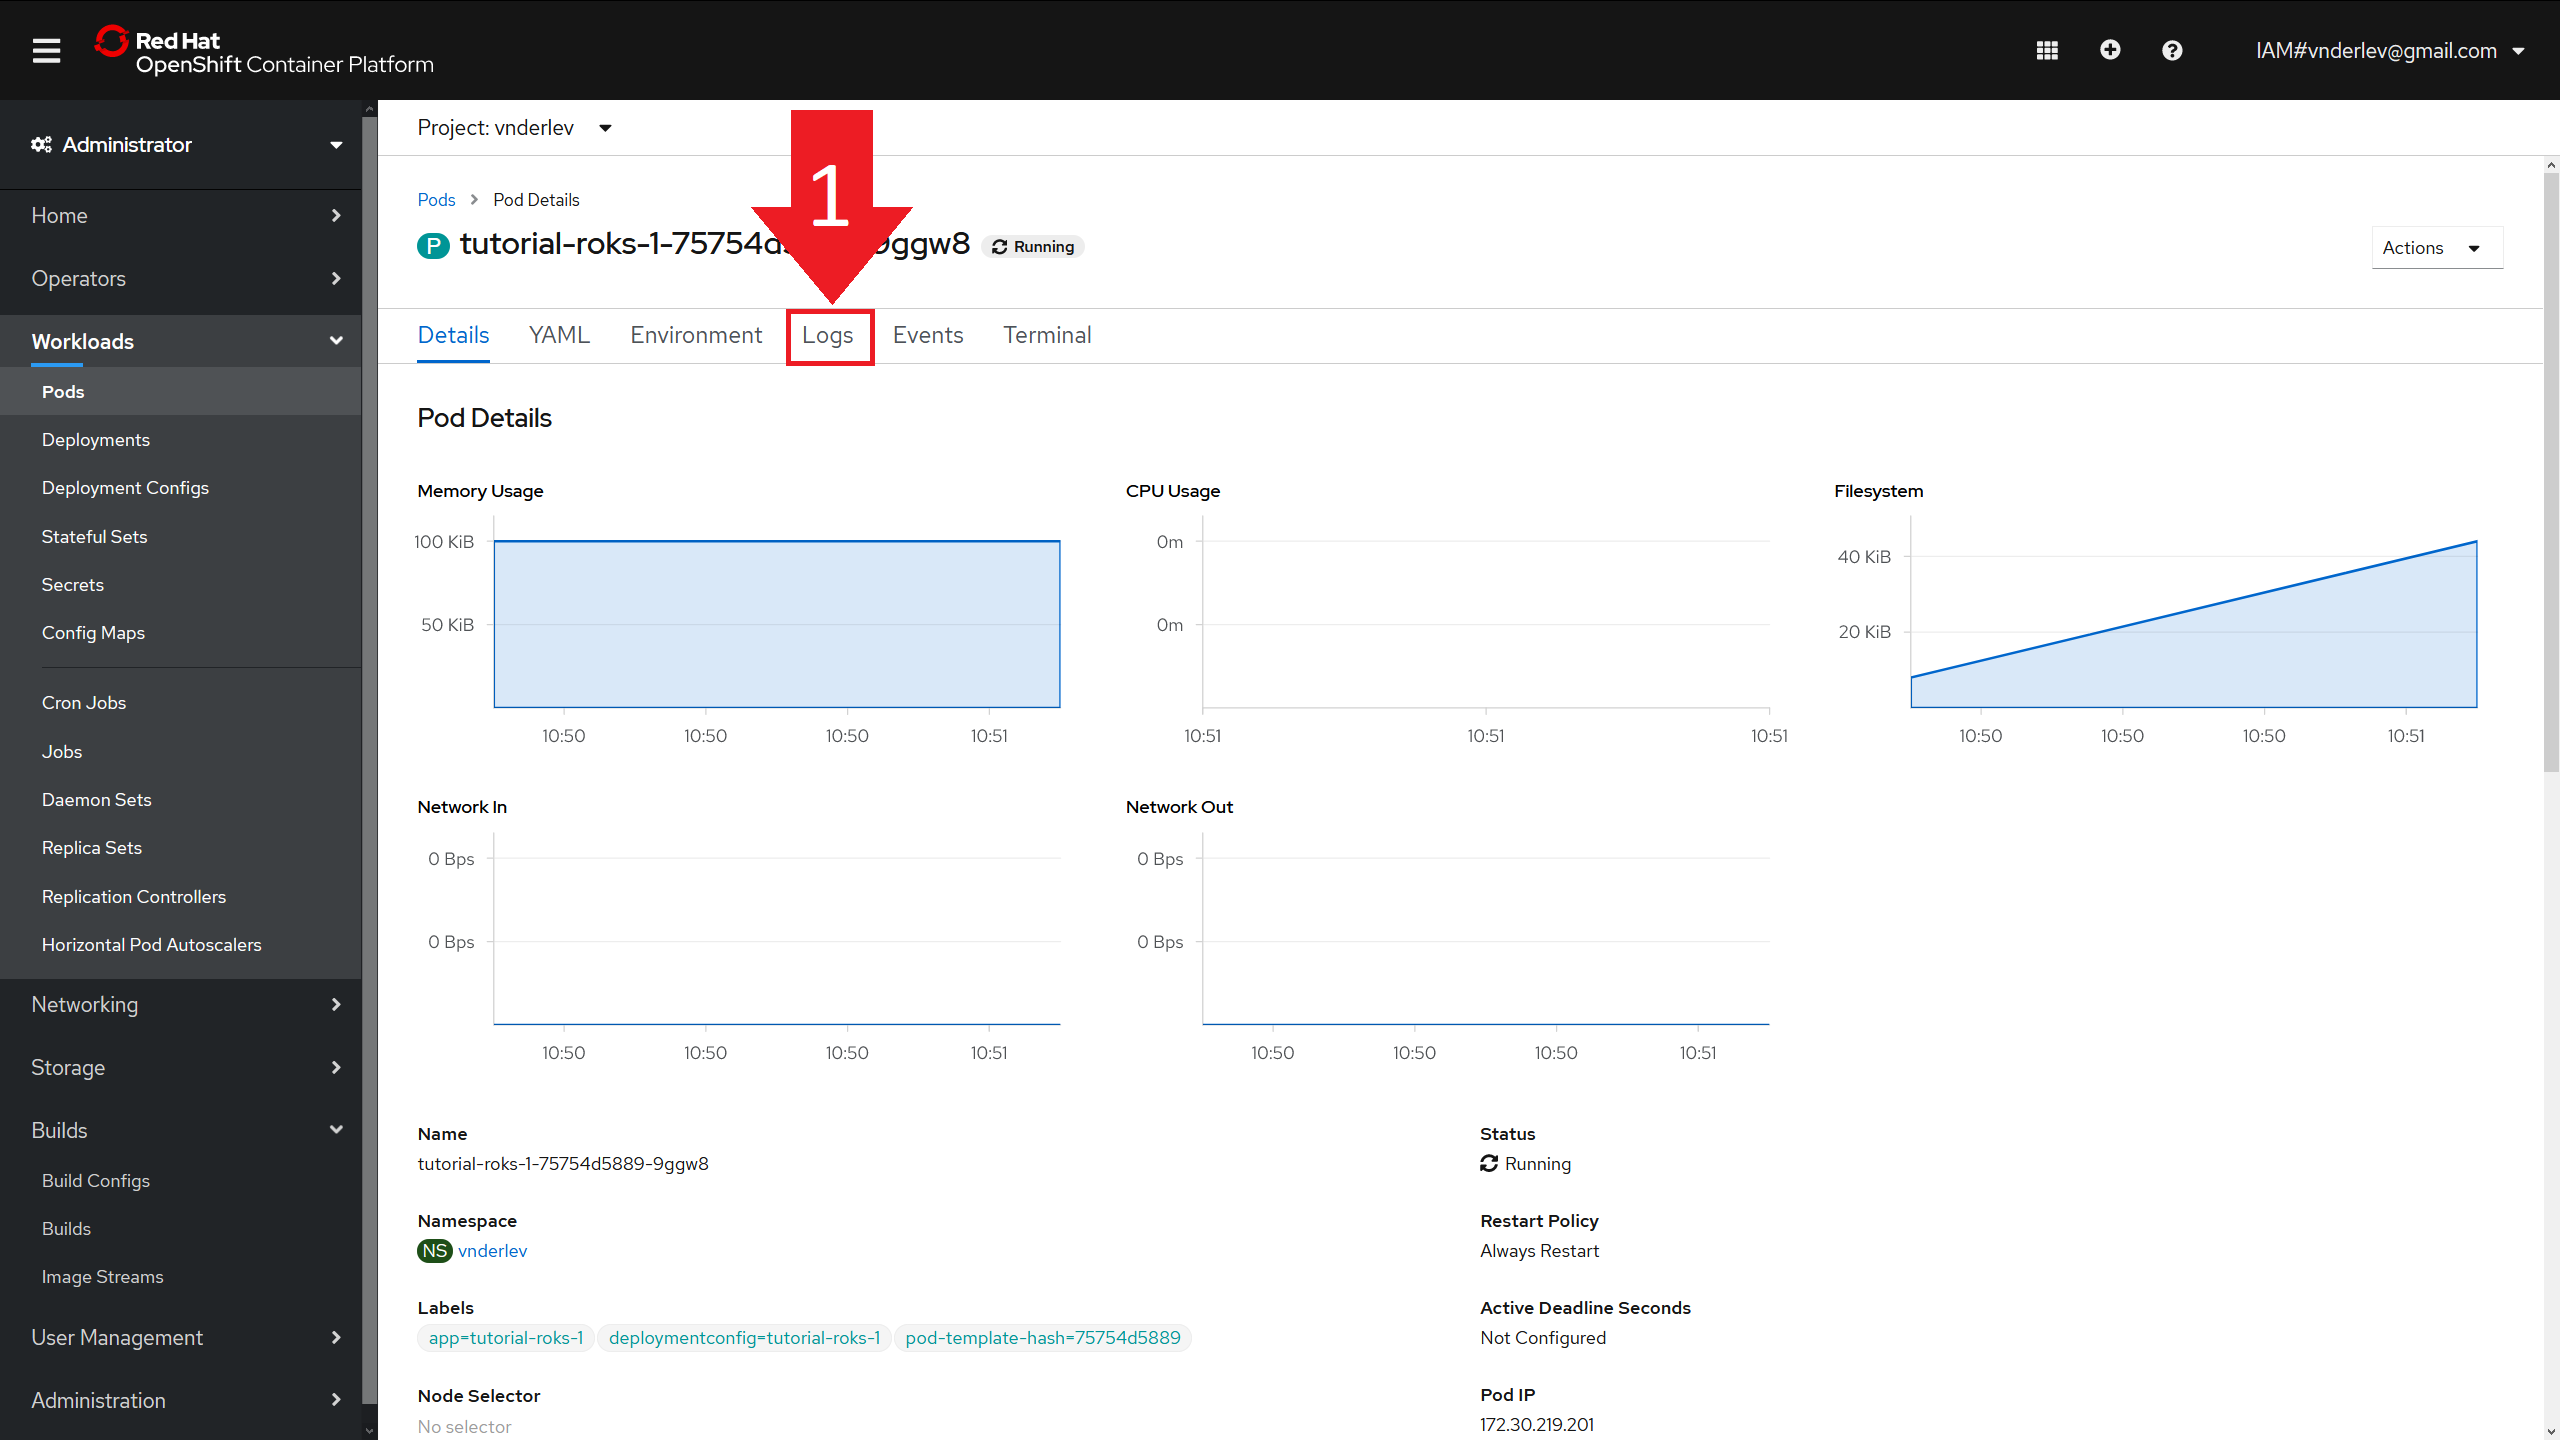 Red Hat
OpenShift Container Platform
IAM#vnderlev@gmail.com
Administrator
Home
Operators
Workloads
Pods
Deployments
Deployment Configs
Stateful Sets
Secrets
Config Maps
Cron Jobs
Jobs
Daemon Sets
Replica Sets
Replication Controllers
Horizontal Pod Autoscalers
Networking
Storage
Builds
Build Configs
Builds
Image Streams
User Management
Administration
Project: vnderlev
1
Pods > Pod Details
P tutorial-roks-1-75754d 9ggw8 Running
Actions
Details YAML Environment Logs Events Terminal
Pod Details
Memory Usage
100 KiB
50 KiB
10:50 10:50 10:50 10:51
CPU Usage
0m
0m
10:51 10:51 10:51
Filesystem
40 KiB
20 KiB
10:50 10:50 10:50 10:51
Network In
0 Bps
0 Bps
10:50 10:50 10:50 10:51
Network Out
0 Bps
0 Bps
10:50 10:50 10:50 10:51
Name
tutorial-roks-1-75754d5889-9ggw8
Namespace
NS vnderlev
Labels
app=tutorial-roks-1 deploymentconfig=tutorial-roks-1 pod-template-hash=75754d5889
Node Selector
No selector
Status
Running
Restart Policy
Always Restart
Active Deadline Seconds
Not Configured
Pod IP
172.30.219.201